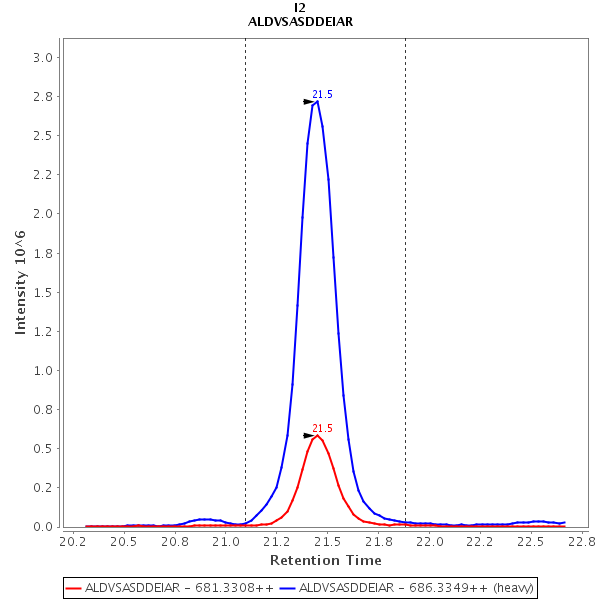 I2
ALDVSASDDEIAR
3.0
2.8
2.5
2.2
2.0
1.8
1.5
1.2
1.0
0.8
0.5
0.2
0.0
Intensity 10^6
21.5
21.5
20.2 20.5 20.8 21.0 21.2 21.5 21.8 22.0 22.2 22.5 22.8
Retention Time
ALDVSASDDEIAR - 681.3308++ ALDVSASDDEIAR - 686.3349++ (heavy)